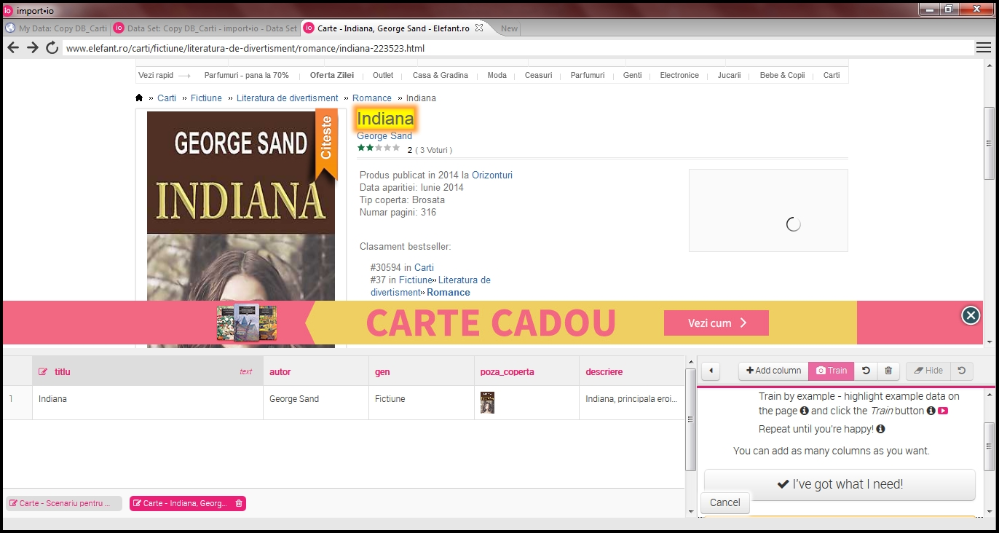 import•io
My Data: Copy DB_Carti
Data Set: Copy DB_Carti - import•io - Data Set
Carte - Indiana, George Sand - Elefant.ro
New
www.elefant.ro/carti/fictiune/literatura-de-divertisment/romance/indiana-223523.html
Vezi rapid Parfumuri - pana la 70% Oferta Zilei Outlet Casa & Gradina Moda Ceasuri Parfumuri Genti Electronice Jucarii Bebe & Copii Carti
» Carti » Fictiune » Literatura de divertisment » Romance » Indiana
GEORGE SAND
INDIANA
Citeste
Indiana
George Sand
2 ( 3 Voturi )
Produs publicat in 2014 la Orizonturi
Data aparitiei: Iunie 2014
Tip coperta: Brosata
Numar pagini: 316
Clasament bestseller:
#30594 in Carti
#37 in Fictiune» Literatura de
divertisment» Romance
CARTE CADOU
Vezi cum
titlu text autor gen poza_coperta descriere
1 Indiana George Sand Fictiune Indiana, principala eroi...
Carte - Scenariu pentru ...
Carte - Indiana, Georg...
Add column Train Hide
Train by example - highlight example data on
the page and click the Train button
Repeat until you're happy!
You can add as many columns as you want.
I've got what I need!
Cancel